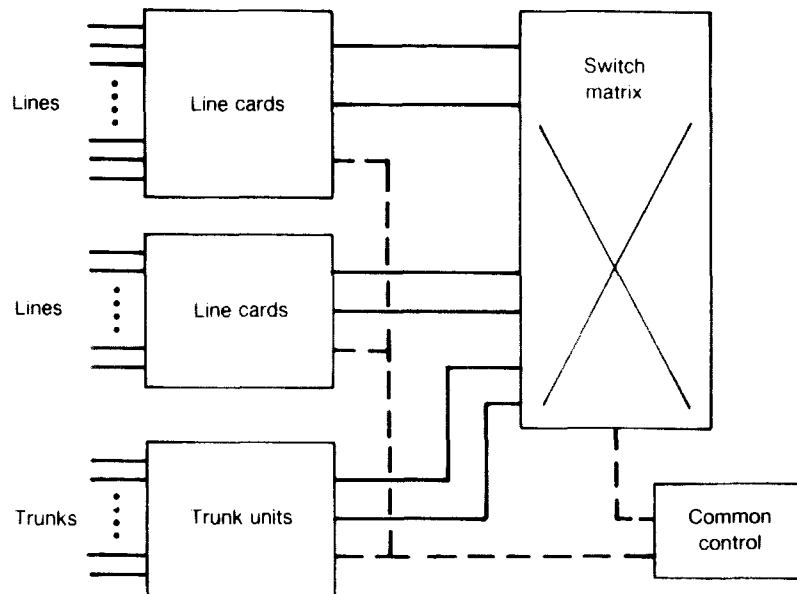 Lines
Line cards
Switch
matrix
Lines
Line cards
Trunks
Trunk units
Common
control